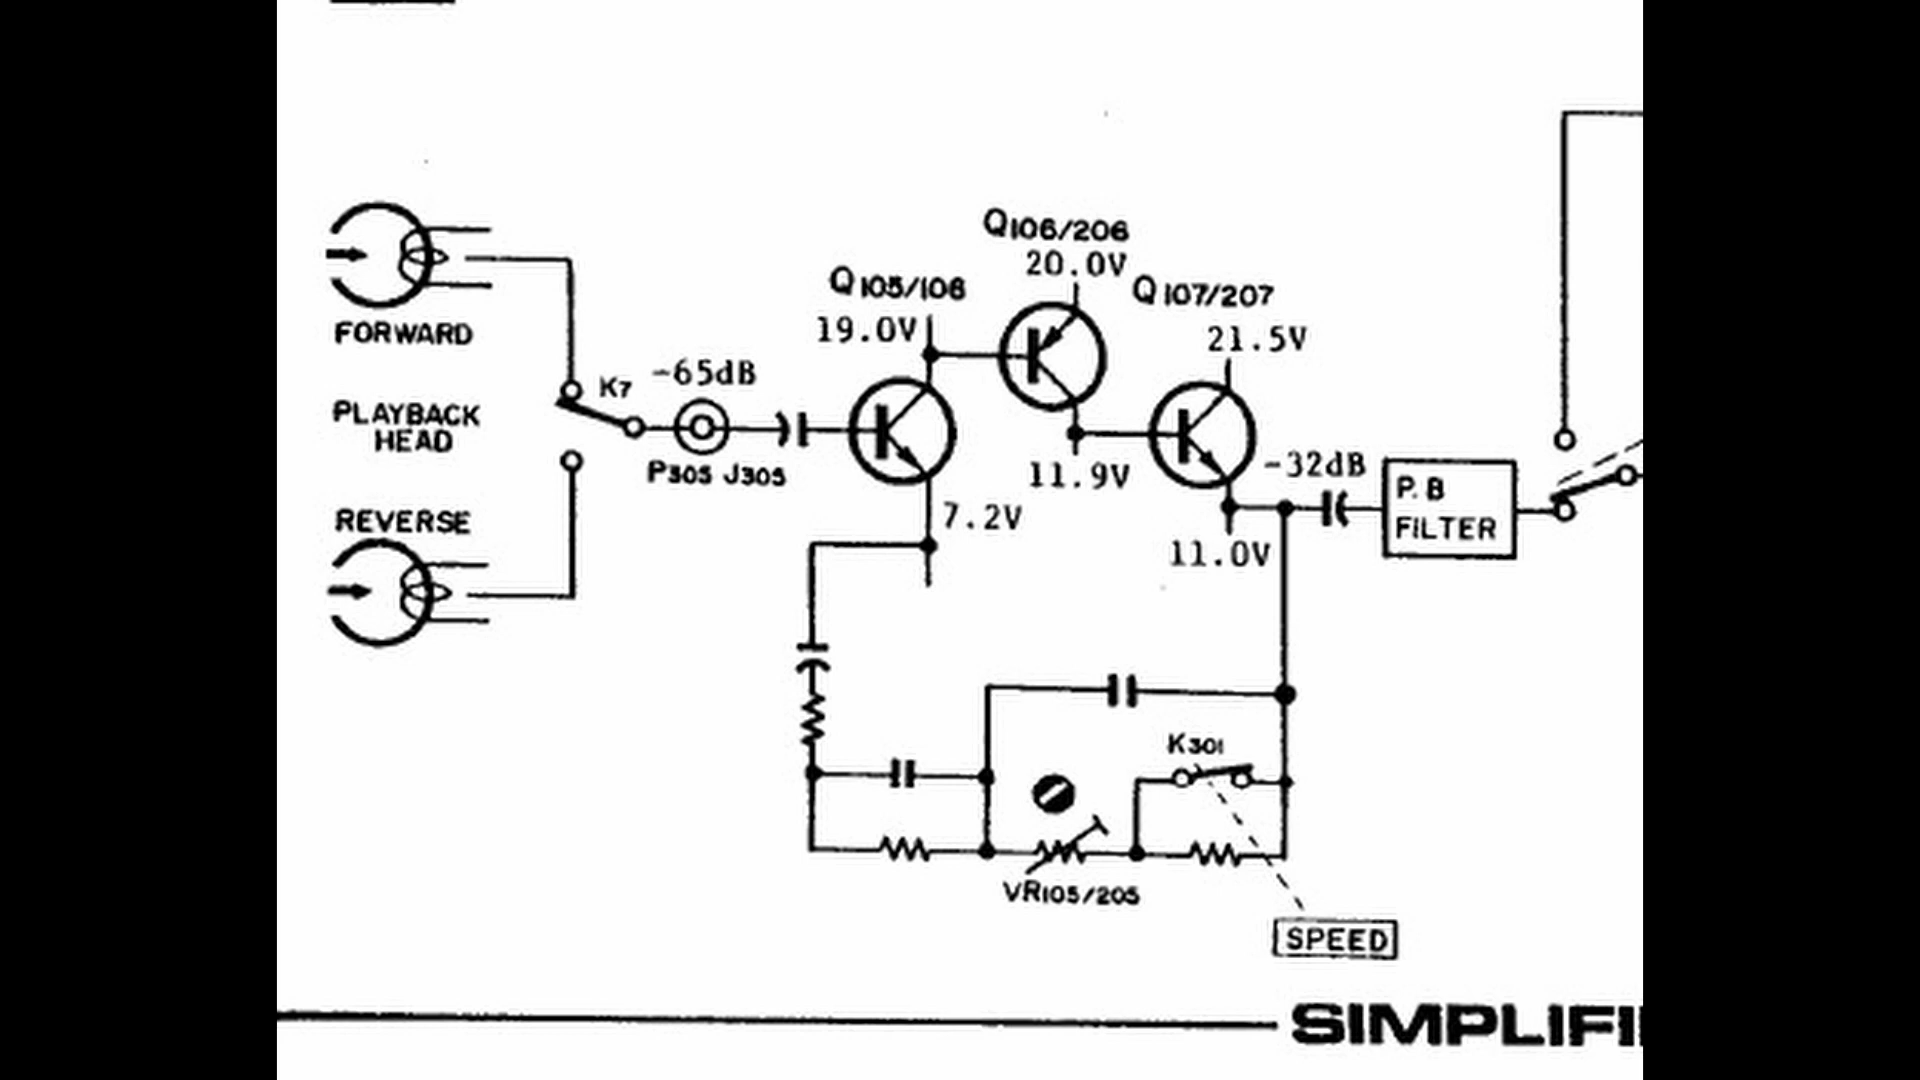 Q106/206
20.0V
Q105/106
19.0V
Q107/207
21.5V
FORWARD
K7
-65dB
PLAYBACK
HEAD
P305 J305
11.9V
-32dB
P.B
FILTER
REVERSE
7.2V
11.0V
K301
VR105/205
SPEED
SIMPLIFI